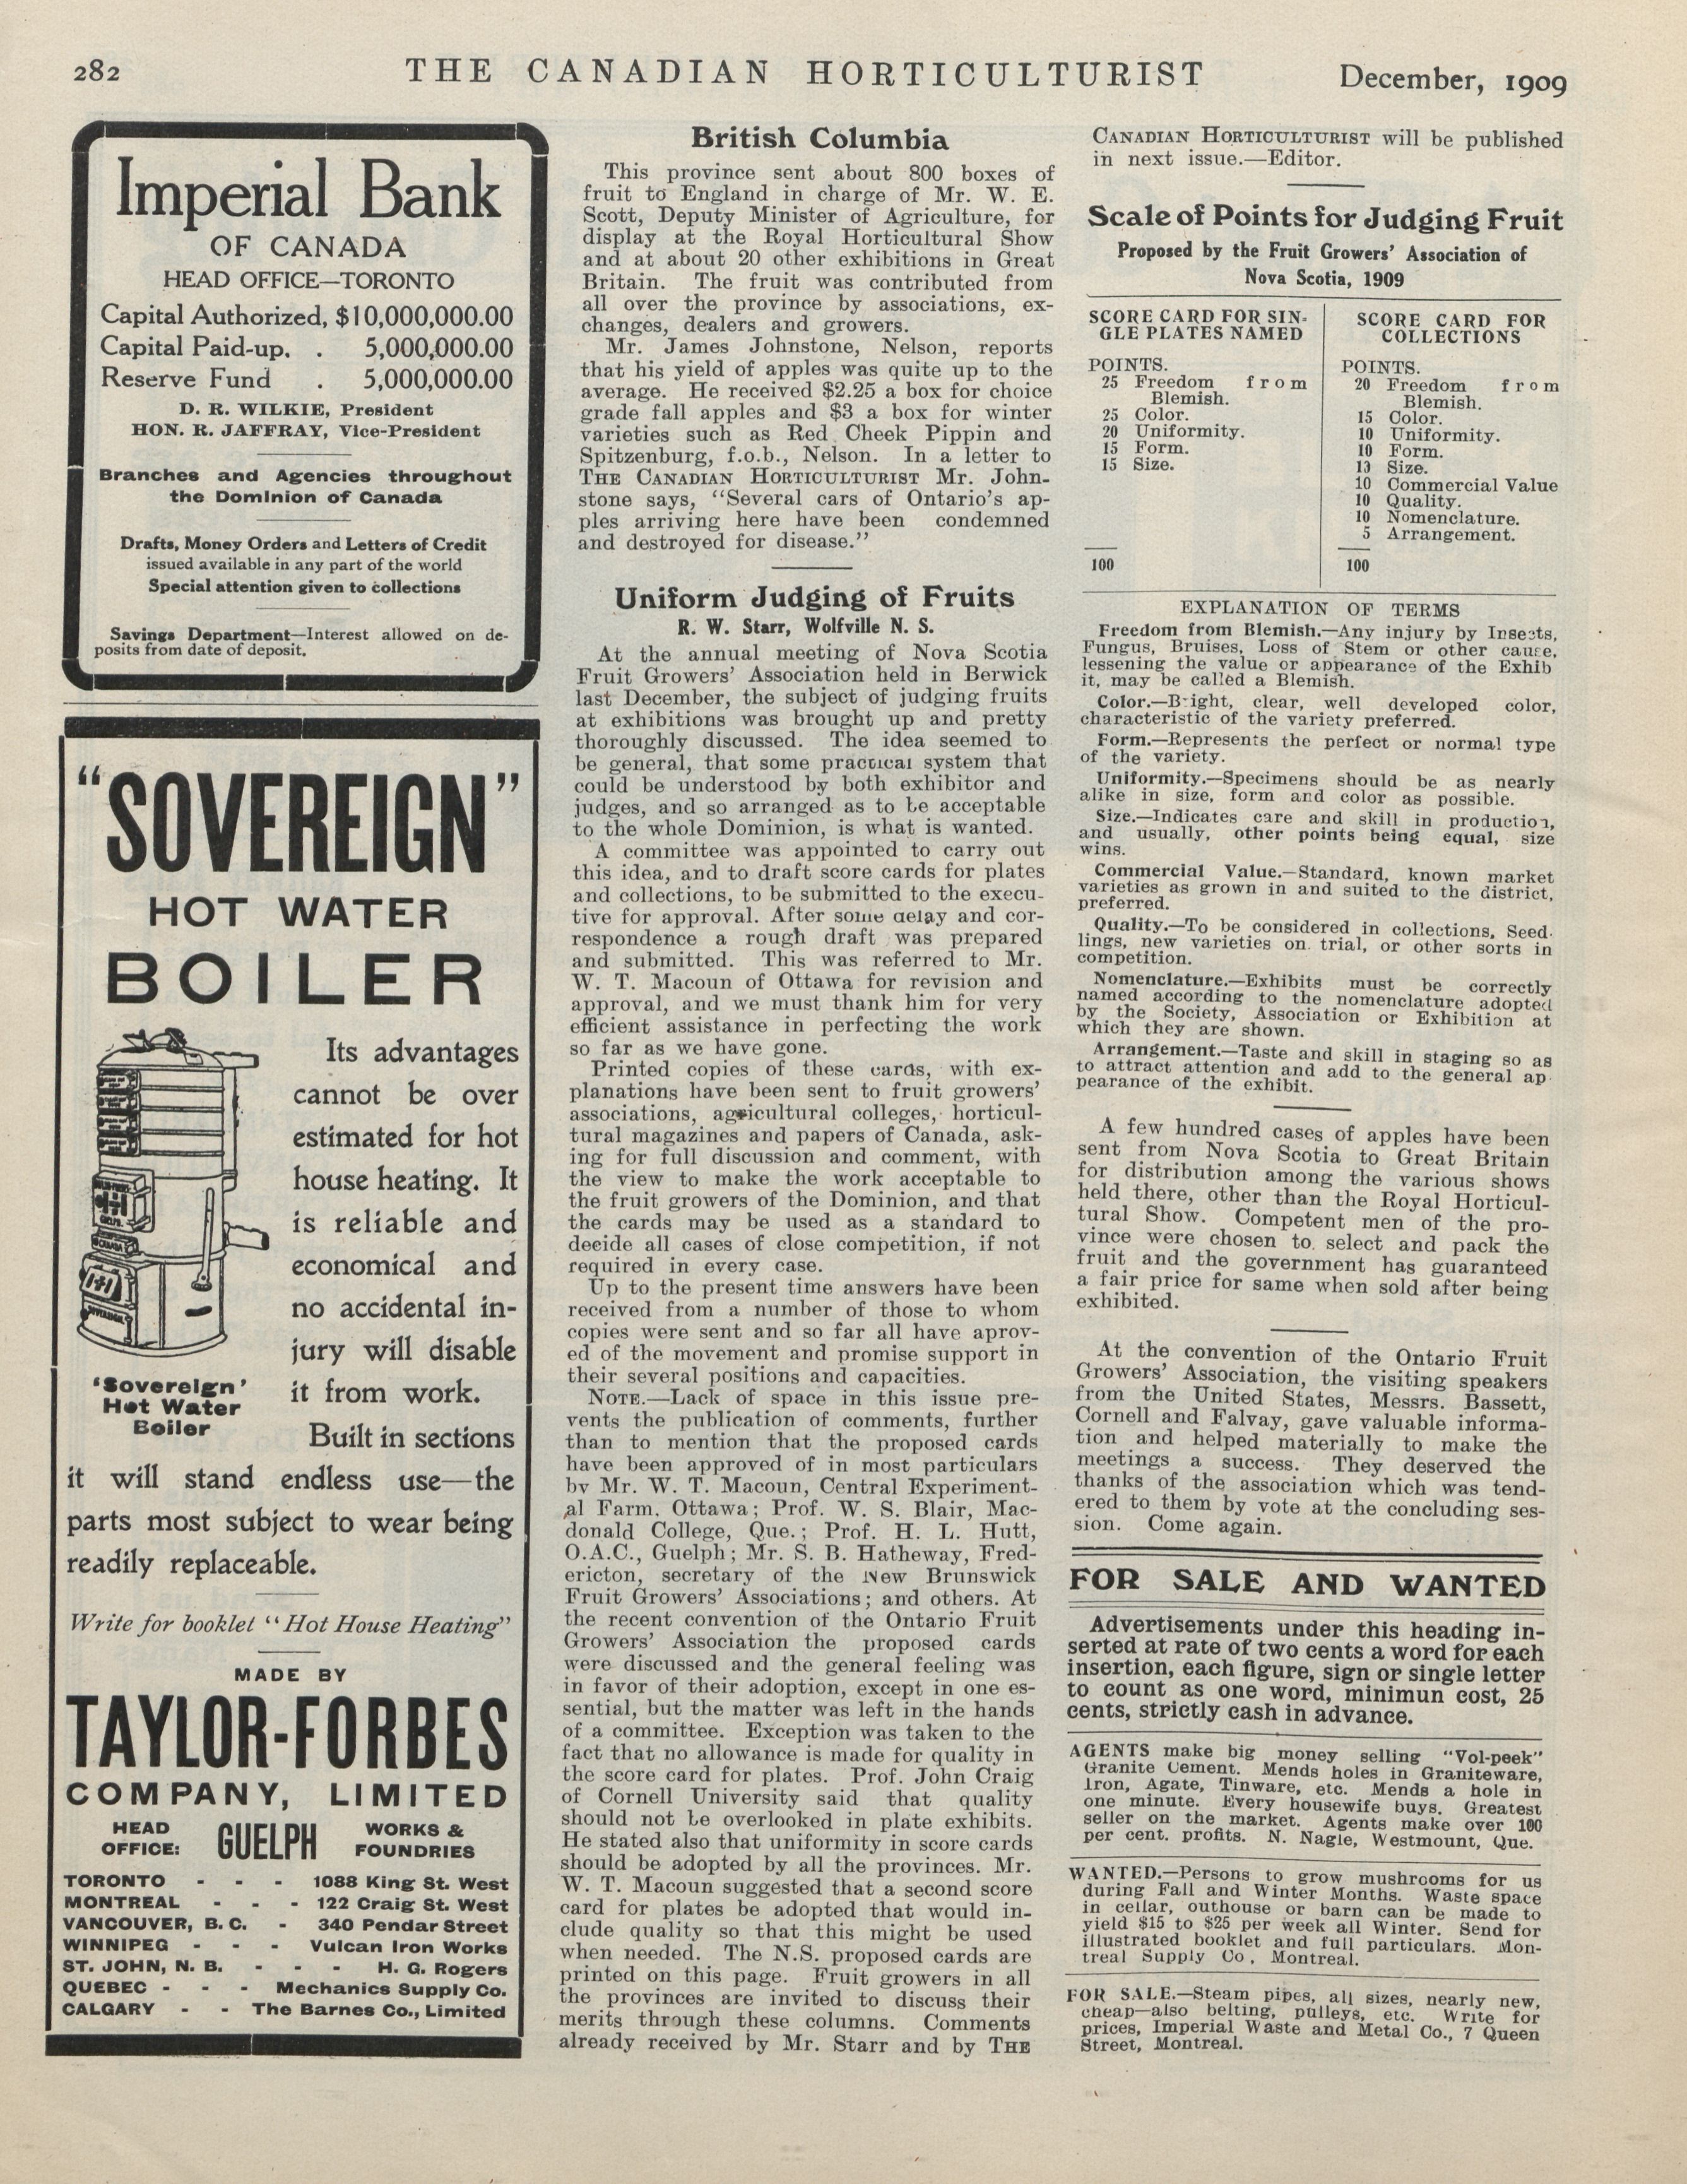 282
THE CANADIAN HORTICULTURIST
December, 1909
Imperial Bank
OF CANADA
HEAD OFFICE—TORONTO
Capital Authorized, $10,000,000.00
Capital Paid-up. . 5,000,000.00
Reserve Fund . 5,000,000.00
D. R. WILKIE, President
HON. R. JAFFRAY, Vice-President
Branches and Agencies throughout
the Dominion of Canada
Drafts, Money Orders and Letters of Credit
issued available in any part of the world
Special attention given to collections
Savings Department—Interest allowed on de-
posits from date of deposit.
"SOVEREIGN"
HOT WATER
BOILER
Its advantages
cannot be over
estimated for hot
house heating. It
is reliable and
economical and
no accidental in-
jury will disable
it from work.
'Sovereign'
Hot Water
Boiler
Built in sections
it will stand endless use—the
parts most subject to wear being
readily replaceable.
Write for booklet "Hot House Heating"
MADE BY
TAYLOR-FORBES
COMPANY, LIMITED
HEAD
OFFICE:
GUELPH
WORKS &
FOUNDRIES
TORONTO - - - 1088 King St. West
MONTREAL - - - 122 Craig St. West
VANCOUVER, B. C. - 340 Pendar Street
WINNIPEG - - - Vulcan Iron Works
ST. JOHN, N. B. - - - H. G. Rogers
QUEBEC - - - Mechanics Supply Co.
CALGARY - - The Barnes Co., Limited
British Columbia
This province sent about 800 boxes of
fruit to England in charge of Mr. W. E.
Scott, Deputy Minister of Agriculture, for
display at the Royal Horticultural Show
and at about 20 other exhibitions in Great
Britain. The fruit was contributed from
all over the province by associations, ex-
changes, dealers and growers.
Mr. James Johnstone, Nelson, reports
that his yield of apples was quite up to the
average. He received $2.25 a box for choice
grade fall apples and $3 a box for winter
varieties such as Red Cheek Pippin and
Spitzenburg, f.o.b., Nelson. In a letter to
THE CANADIAN HORTICULTURIST Mr. John-
stone says, "Several cars of Ontario's ap-
ples arriving here have been condemned
and destroyed for disease."
Uniform Judging of Fruits
R. W. Starr, Wolfville N. S.
At the annual meeting of Nova Scotia
Fruit Growers' Association held in Berwick
last December, the subject of judging fruits
at exhibitions was brought up and pretty
thoroughly discussed. The idea seemed to
be general, that some practical system that
could be understood by both exhibitor and
judges, and so arranged as to be acceptable
to the whole Dominion, is what is wanted.
A committee was appointed to carry out
this idea, and to draft score cards for plates
and collections, to be submitted to the execu-
tive for approval. After some delay and cor-
respondence a rough draft was prepared
and submitted. This was referred to Mr.
W. T. Macoun of Ottawa for revision and
approval, and we must thank him for very
efficient assistance in perfecting the work
so far as we have gone.
Printed copies of these cards, with ex-
planations have been sent to fruit growers'
associations, agricultural colleges, horticul-
tural magazines and papers of Canada, ask-
ing for full discussion and comment, with
the view to make the work acceptable to
the fruit growers of the Dominion, and that
the cards may be used as a standard to
decide all cases of close competition, if not
required in every case.
Up to the present time answers have been
received from a number of those to whom
copies were sent and so far all have aprov-
ed of the movement and promise support in
their several positions and capacities.
NOTE.—Lack of space in this issue pre-
vents the publication of comments, further
than to mention that the proposed cards
have been approved of in most particulars
by Mr. W. T. Macoun, Central Experiment-
al Farm, Ottawa; Prof. W. S. Blair, Mac-
donald College, Que.; Prof. H. L. Hutt,
O.A.C., Guelph; Mr. S. B. Hatheway, Fred-
ericton, secretary of the New Brunswick
Fruit Growers' Associations; and others. At
the recent convention of the Ontario Fruit
Growers' Association the proposed cards
were discussed and the general feeling was
in favor of their adoption, except in one es-
sential, but the matter was left in the hands
of a committee. Exception was taken to the
fact that no allowance is made for quality in
the score card for plates. Prof. John Craig
of Cornell University said that quality
should not be overlooked in plate exhibits.
He stated also that uniformity in score cards
should be adopted by all the provinces. Mr.
W. T. Macoun suggested that a second score
card for plates be adopted that would in-
clude quality so that this might be used
when needed. The N.S. proposed cards are
printed on this page. Fruit growers in all
the provinces are invited to discuss their
merits through these columns. Comments
already received by Mr. Starr and by THE
CANADIAN HORTICULTURIST will be published
in next issue.—Editor.
Scale of Points for Judging Fruit
Proposed by the Fruit Growers' Association of
Nova Scotia, 1909
SCORE CARD FOR SIN-
GLE PLATES NAMED
POINTS.
25 Freedom from
Blemish.
25 Color.
20 Uniformity.
15 Form.
15 Size.
100
SCORE CARD FOR
COLLECTIONS
POINTS.
20 Freedom from
Blemish.
15 Color.
10 Uniformity.
10 Form.
10 Size.
10 Commercial Value
10 Quality.
10 Nomenclature.
5 Arrangement.
100
EXPLANATION OF TERMS
Freedom from Blemish.—Any injury by Insects,
Fungus, Bruises, Loss of Stem or other cause,
lessening the value or appearance of the Exhib
it, may be called a Blemish.
Color.—Bright, clear, well developed color,
characteristic of the variety preferred.
Form.—Represents the perfect or normal type
of the variety.
Uniformity.—Specimens should be as nearly
alike in size, form and color as possible.
Size.—Indicates care and skill in production,
and usually, other points being equal, size
wins.
Commercial Value.—Standard, known market
varieties as grown in and suited to the district,
preferred.
Quality.—To be considered in collections, Seed-
lings, new varieties on trial, or other sorts in
competition.
Nomenclature.—Exhibits must be correctly
named according to the nomenclature adopted
by the Society, Association or Exhibition at
which they are shown.
Arrangement.—Taste and skill in staging so as
to attract attention and add to the general ap
pearance of the exhibit.
A few hundred cases of apples have been
sent from Nova Scotia to Great Britain
for distribution among the various shows
held there, other than the Royal Horticul-
tural Show. Competent men of the pro-
vince were chosen to select and pack the
fruit and the government has guaranteed
a fair price for same when sold after being
exhibited.
At the convention of the Ontario Fruit
Growers' Association, the visiting speakers
from the United States, Messrs. Bassett,
Cornell and Falvay, gave valuable informa-
tion and helped materially to make the
meetings a success. They deserved the
thanks of the association which was tend-
ered to them by vote at the concluding ses-
sion. Come again.
FOR SALE AND WANTED
Advertisements under this heading in-
serted at rate of two cents a word for each
insertion, each figure, sign or single letter
to count as one word, minimun cost, 25
cents, strictly cash in advance.
AGENTS make big money selling "Vol-peek"
Granite Cement. Mends holes in Graniteware,
Iron, Agate, Tinware, etc. Mends a hole in
one minute. Every housewife buys. Greatest
seller on the market. Agents make over 100
per cent. profits. N. Nagle, Westmount, Que.
WANTED.—Persons to grow mushrooms for us
during Fall and Winter Months. Waste space
in cellar, outhouse or barn can be made to
yield $15 to $25 per week all Winter. Send for
illustrated booklet and full particulars. Mon-
treal Supply Co, Montreal.
FOR SALE.—Steam pipes, all sizes, nearly new,
cheap—also belting, pulleys, etc. Write for
prices, Imperial Waste and Metal Co., 7 Queen
Street, Montreal.